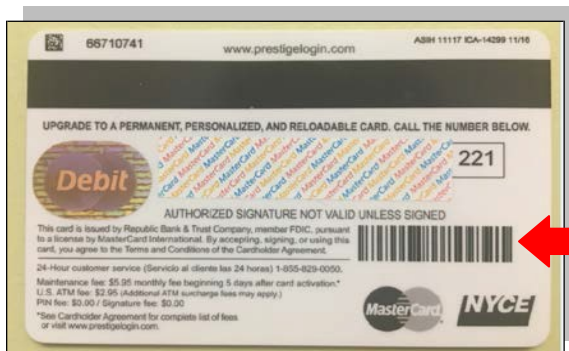 66710741 www.prestigelogin.com ASIH 11117 ICA-14299 11/16
UPGRADE TO A PERMANENT, PERSONALIZED, AND RELOADABLE CARD. CALL THE NUMBER BELOW.
Debit
221
AUTHORIZED SIGNATURE NOT VALID UNLESS SIGNED
This card is issued by Republic Bank & Trust Company, member FDIC, pursuant
to a license by MasterCard International. By accepting, signing, or using this
card, you agree to the Terms and Conditions of the Cardholder Agreement.
24-Hour customer service (Servicio al cliente las 24 horas) 1-855-829-0050.
Maintenance fee: $5.95 monthly fee beginning 5 days after card activation.*
U.S. ATM fee: $2.95 (Additional ATM surcharge fees may apply.)
PIN fee: $0.00 / Signature fee: $0.00
*See Cardholder Agreement for complete list of fees
or visit www.prestigelogin.com.
MasterCard NYCE